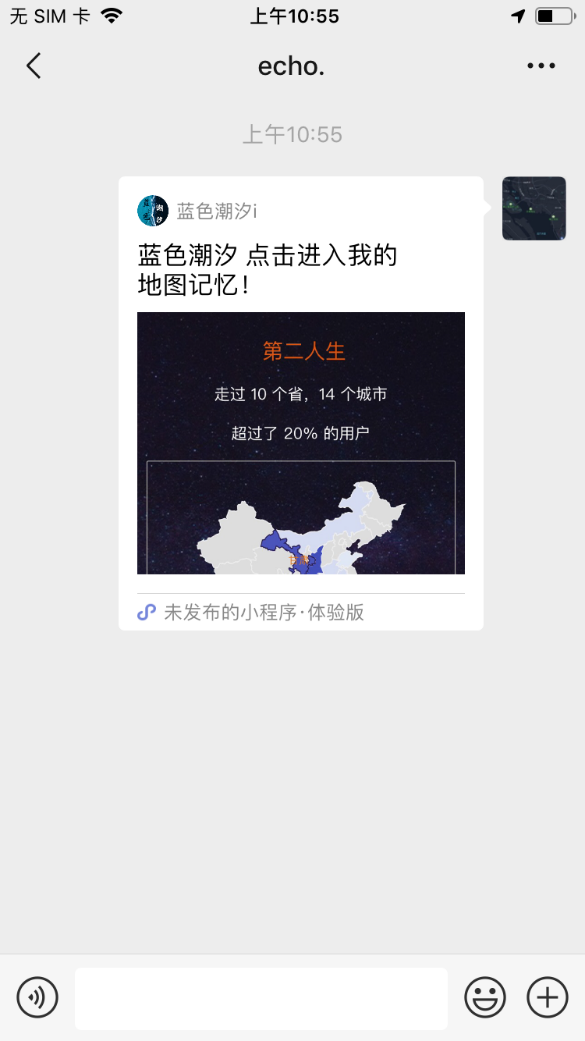 无 SIM 卡
上午10:55
echo.
上午10:55
蓝色潮汐i
蓝色潮汐 点击进入我的
地图记忆！
第二人生
走过 10 个省，14 个城市
超过了 20% 的用户
未发布的小程序·体验版